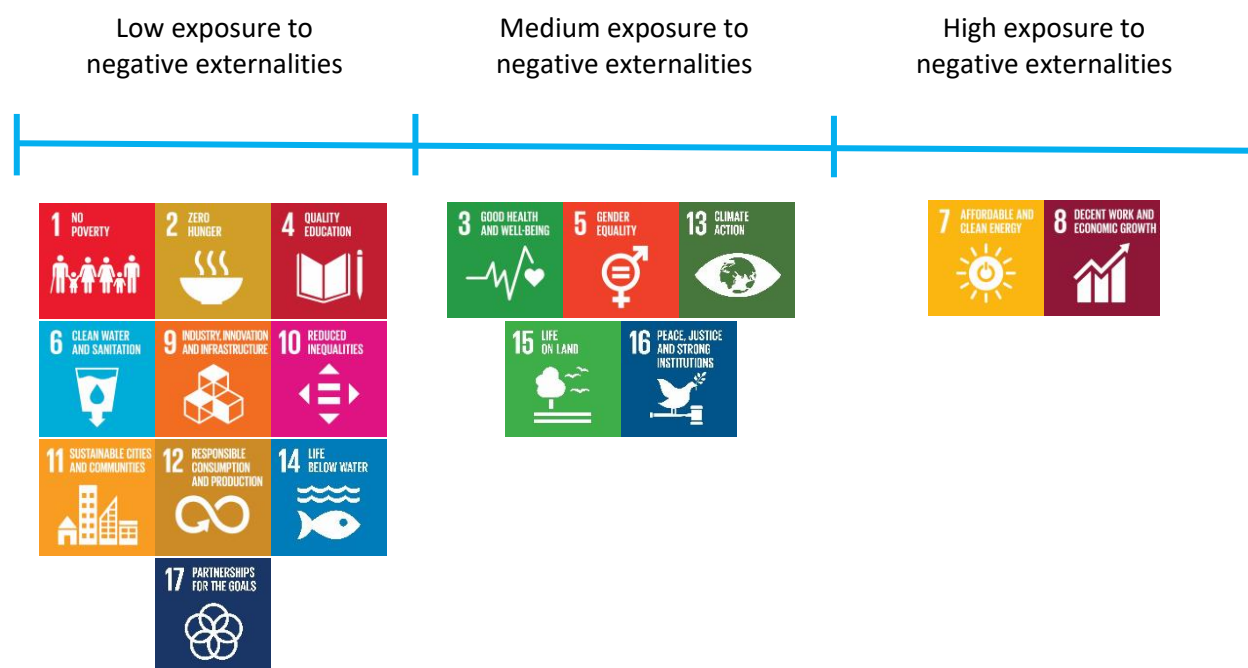 Low exposure to
negative externalities
Medium exposure to
negative externalities
High exposure to
negative externalities
1 NO
POVERTY
2 ZERO
HUNGER
4 QUALITY
EDUCATION
6 CLEAN WATER
AND SANITATION
9 INDUSTRY, INNOVATION
AND INFRASTRUCTURE
10 REDUCED
INEQUALITIES
11 SUSTAINABLE CITIES
AND COMMUNITIES
12 RESPONSIBLE
CONSUMPTION
AND PRODUCTION
14 LIFE
BELOW WATER
17 PARTNERSHIPS
FOR THE GOALS
3 GOOD HEALTH
AND WELL-BEING
5 GENDER
EQUALITY
13 CLIMATE
ACTION
15 LIFE
ON LAND
16 PEACE, JUSTICE
AND STRONG
INSTITUTIONS
7 AFFORDABLE AND
CLEAN ENERGY
8 DECENT WORK AND
ECONOMIC GROWTH